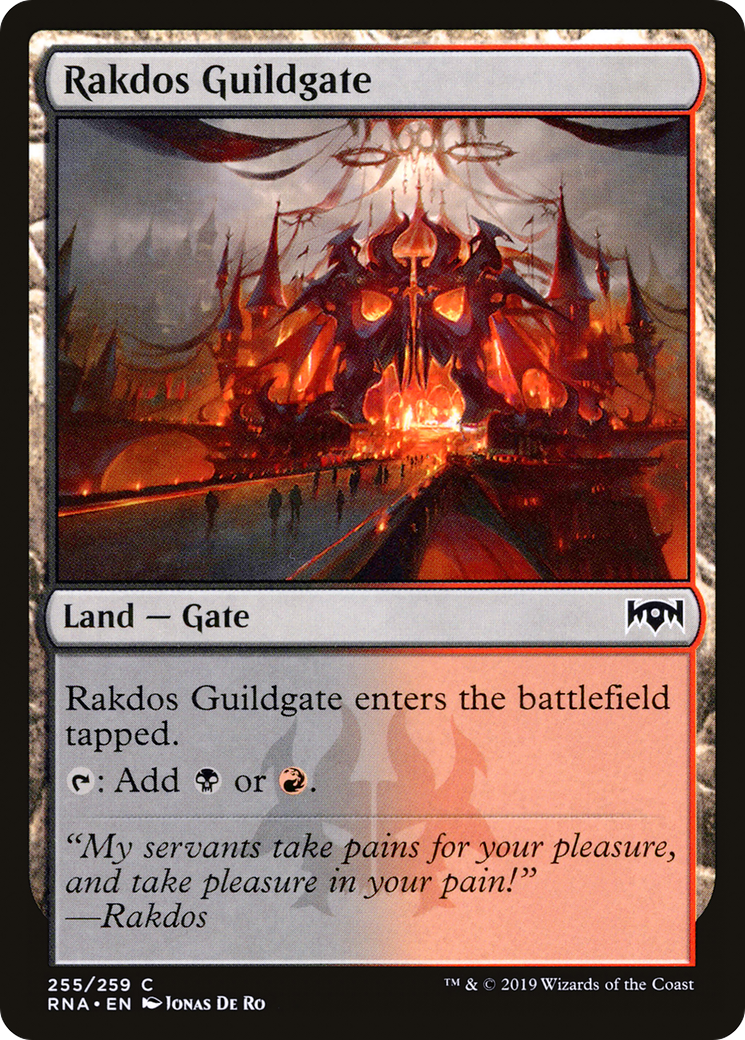 Rakdos Guildgate
Land — Gate
Rakdos Guildgate enters the battlefield
tapped.
: Add or .
“My servants take pains for your pleasure,
and take pleasure in your pain!”
—Rakdos
255/259 C
RNA • EN Jonas De Ro
™ & © 2019 Wizards of the Coast